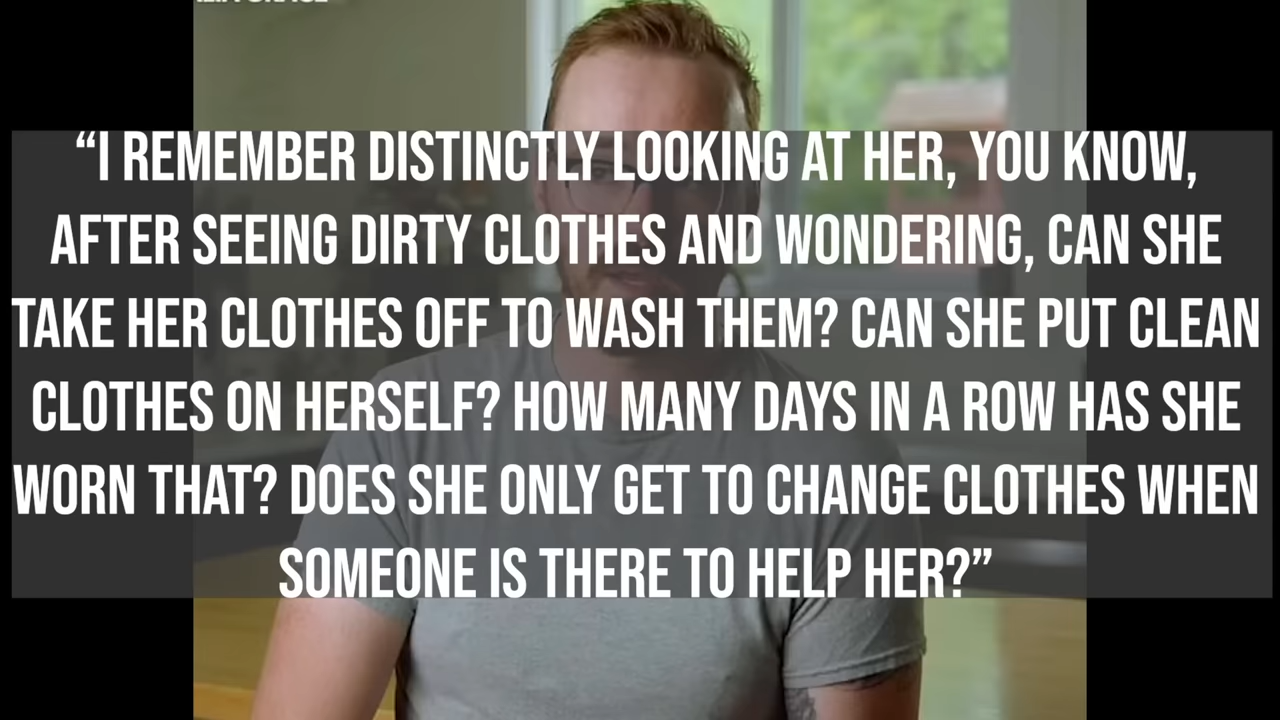 “I REMEMBER DISTINCTLY LOOKING AT HER, YOU KNOW,
AFTER SEEING DIRTY CLOTHES AND WONDERING, CAN SHE
TAKE HER CLOTHES OFF TO WASH THEM? CAN SHE PUT CLEAN
CLOTHES ON HERSELF? HOW MANY DAYS IN A ROW HAS SHE
WORN THAT? DOES SHE ONLY GET TO CHANGE CLOTHES WHEN
SOMEONE IS THERE TO HELP HER?”